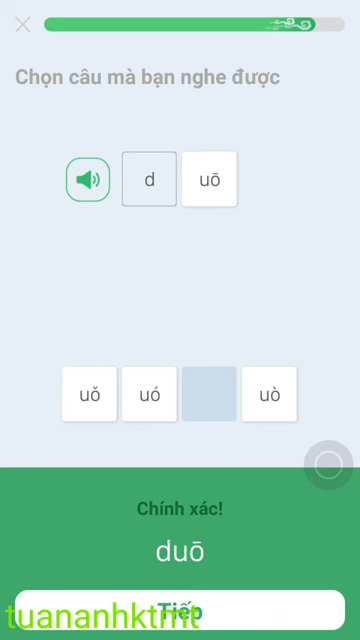 Chọn câu mà bạn nghe được
d uō
uǒ uó uò
Chính xác!
duō
Tiếp
tuananhktmt